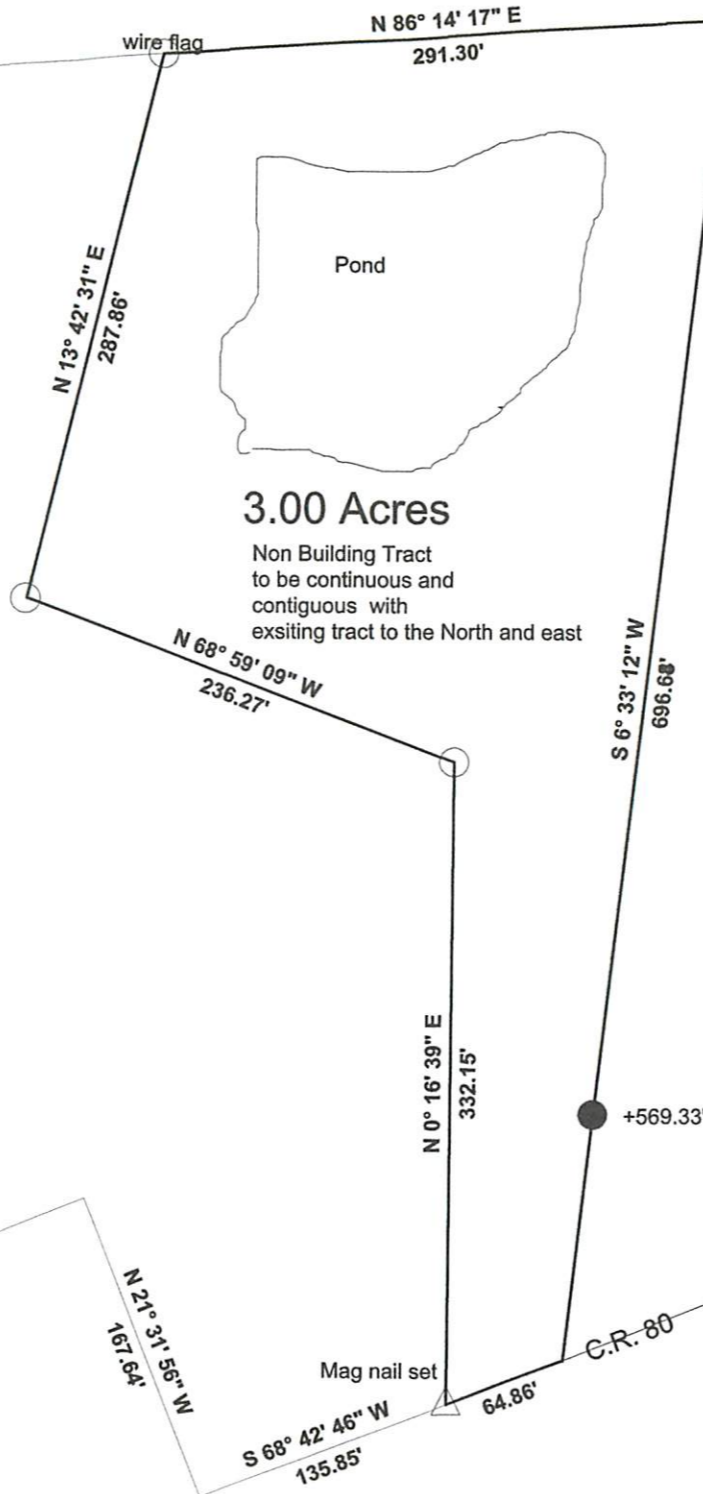 N 86° 14' 17" E
291.30'
wire flag
Pond
N 13° 42' 31" E
287.86'
3.00 Acres
Non Building Tract
to be continuous and
contiguous with
exsiting tract to the North and east
N 68° 59' 09" W
236.27'
S 6° 33' 12" W
696.68'
N 0° 16' 39" E
332.15'
+569.33'
N 21° 31' 56" W
167.64'
Mag nail set
C.R. 80
64.86'
S 68° 42' 46" W
135.85'